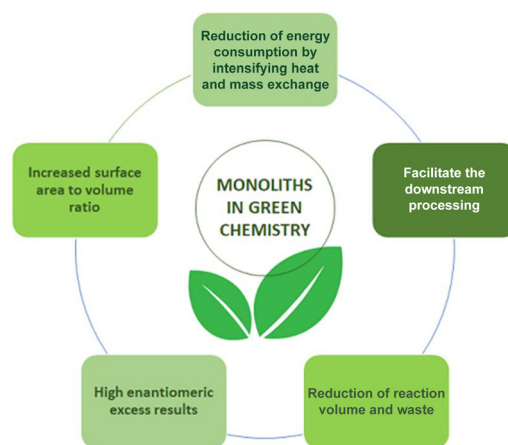 Reduction of energy
consumption by
intensifying heat
and mass exchange
Increased surface
area to volume
ratio
MONOLITHS
IN GREEN
CHEMISTRY
Facilitate the
downstream
processing
High enantiomeric
excess results
Reduction of reaction
volume and waste